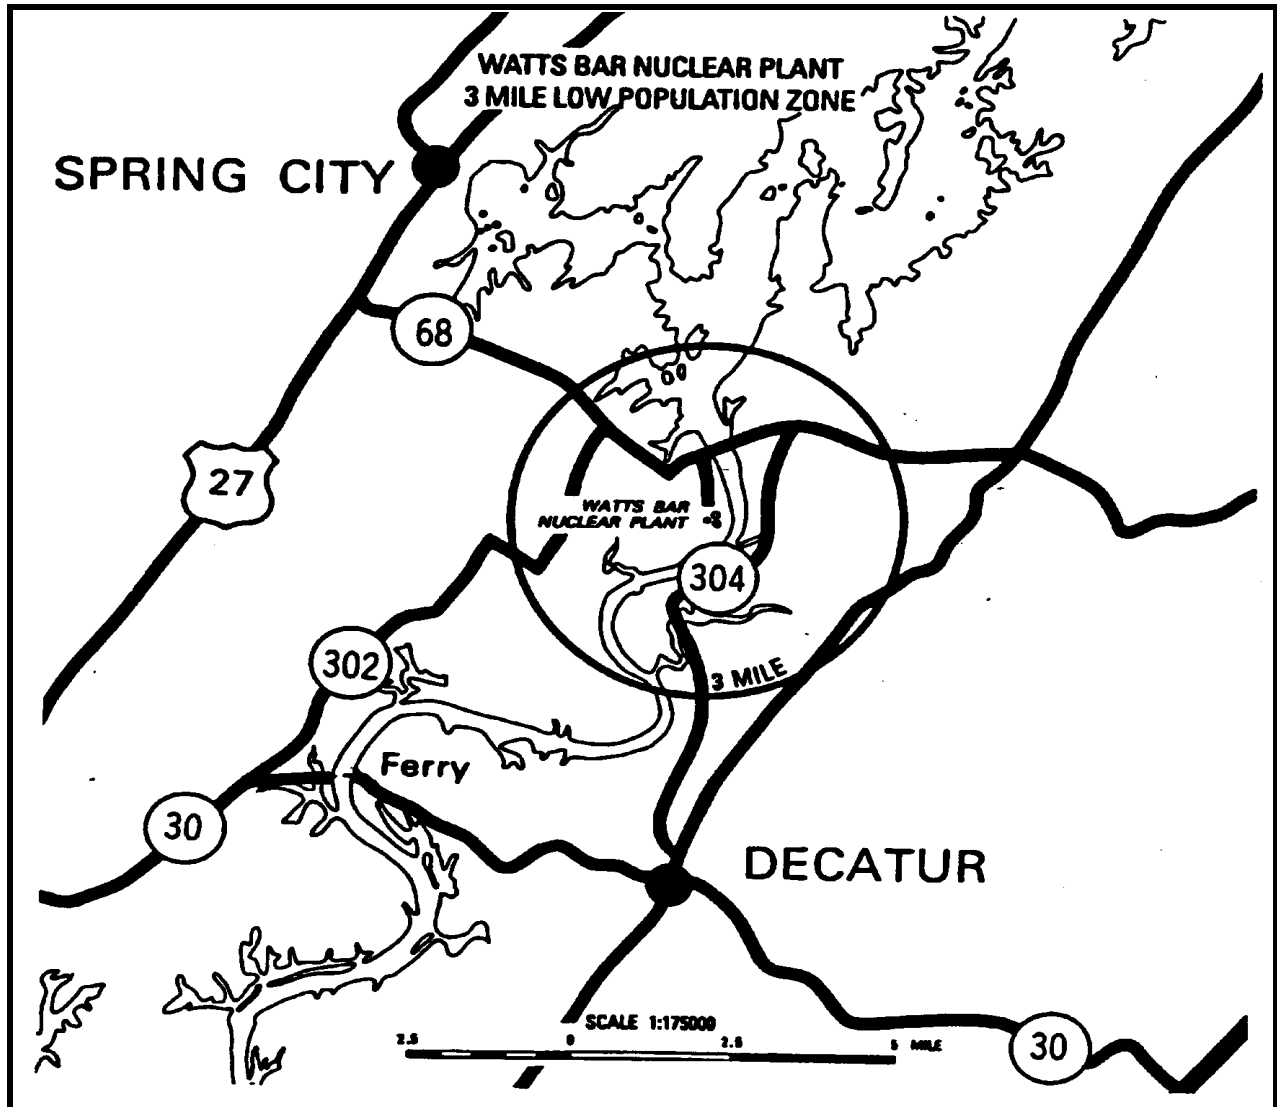 WATTS BAR NUCLEAR PLANT
3 MILE LOW POPULATION ZONE
SPRING CITY
68
27
WATTS BAR
NUCLEAR PLANT
304
302
3 MILE
Ferry
30
DECATUR
SCALE 1:175000
2.5 0 2.5 5 MILE
30